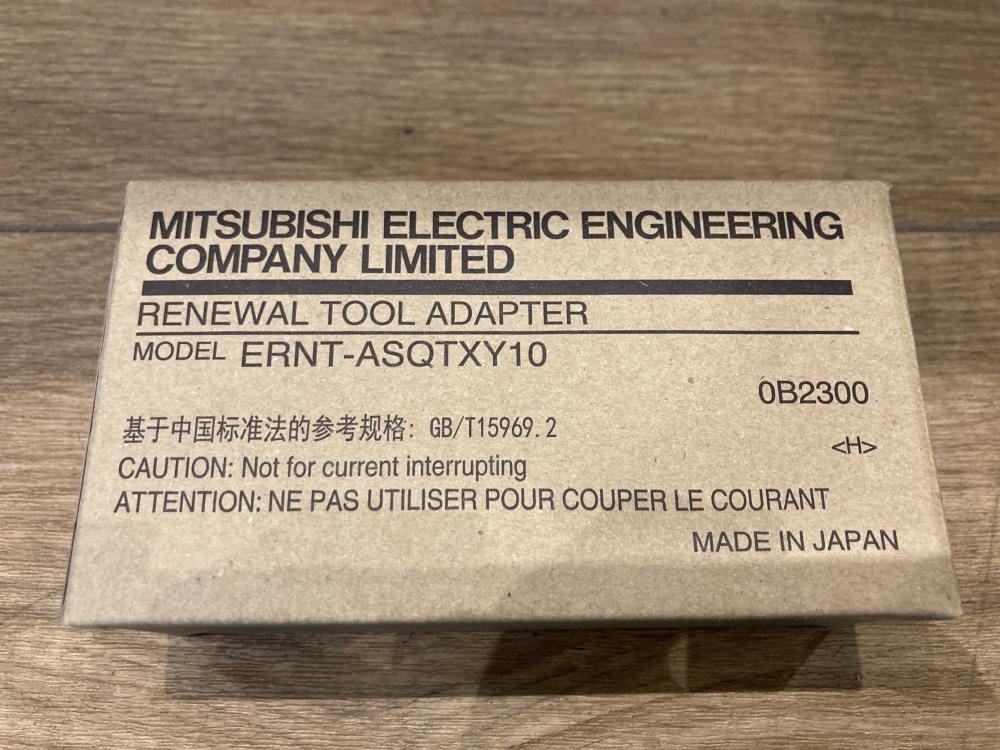 MITSUBISHI ELECTRIC ENGINEERING
COMPANY LIMITED
RENEWAL TOOL ADAPTER
MODEL ERNT-ASQTXY10
0B2300
基于中国标准法的参考规格: GB/T15969.2
<H>
CAUTION: Not for current interrupting
ATTENTION: NE PAS UTILISER POUR COUPER LE COURANT
MADE IN JAPAN